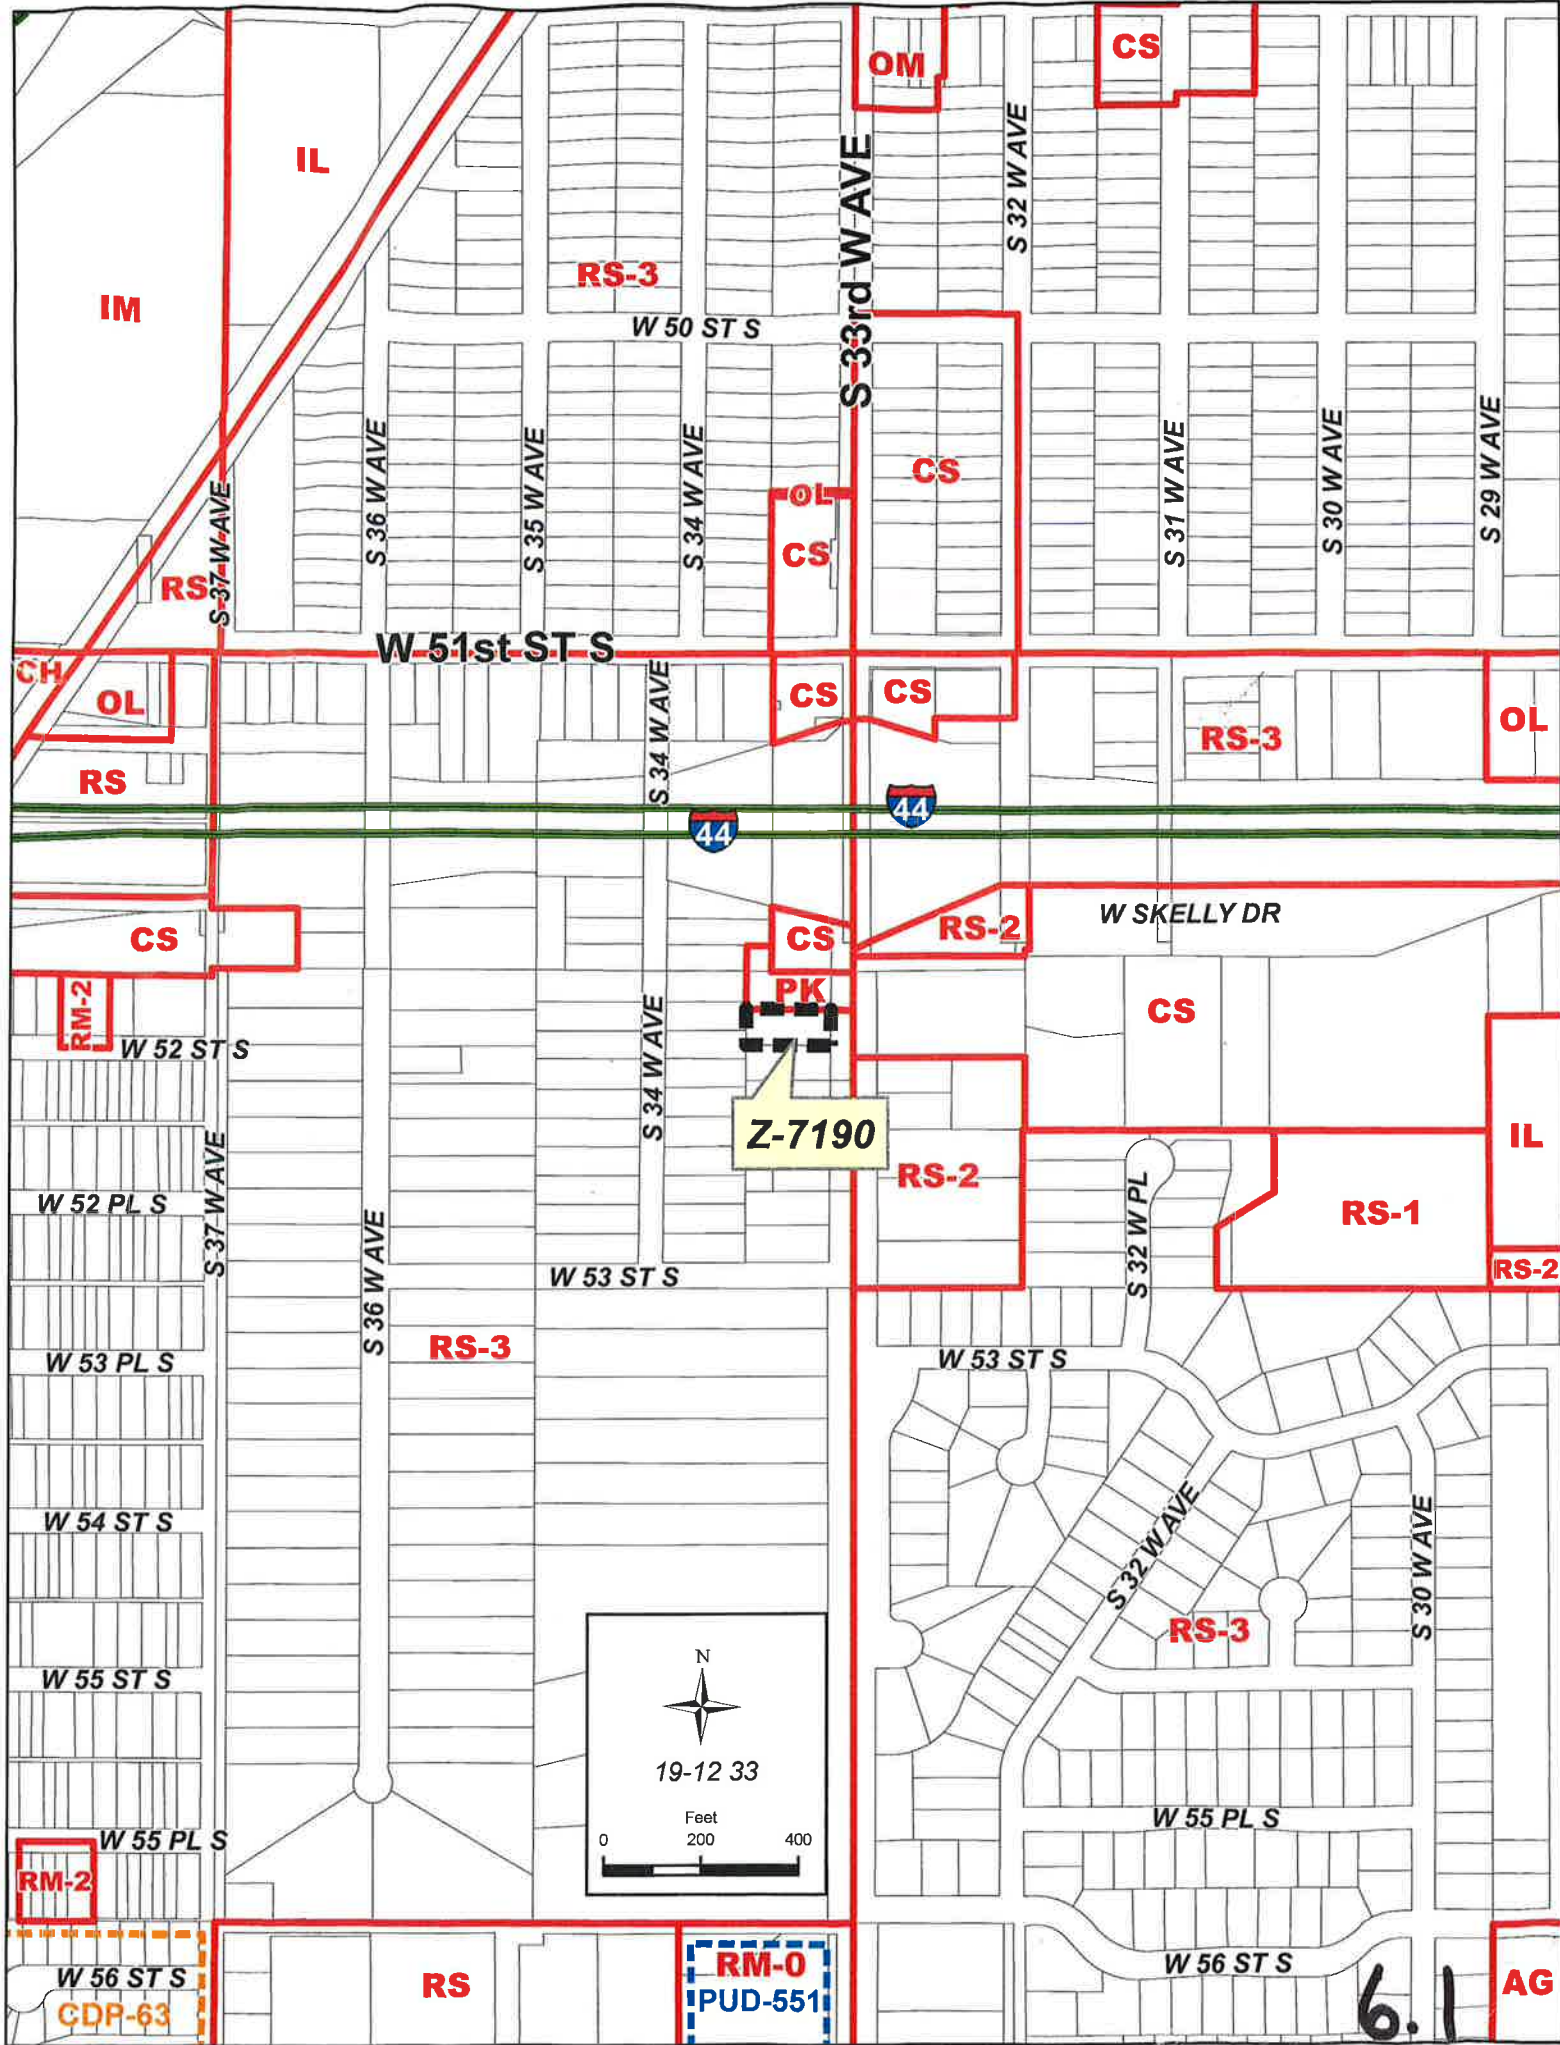 OM
CS
IL
S 32 W AVE
S 33rd W AVE
RS-3
IM
W 50 ST S
S 36 W AVE
S 35 W AVE
S 34 W AVE
CS
S 31 W AVE
S 30 W AVE
S 29 W AVE
OL
CS
S 37 W AVE
RS
W 51st ST S
CH
OL
S 34 W AVE
CS
CS
RS-3
OL
RS
44
44
CS
CS
RS-2
W SKELLY DR
RM-2
PK
CS
W 52 ST S
S 34 W AVE
Z-7190
IL
S 37 W AVE
W 52 PL S
RS-2
RS-1
S 36 W AVE
S 32 W PL
W 53 ST S
RS-2
RS-3
W 53 PL S
W 53 ST S
W 54 ST S
S 32 W AVE
S 30 W AVE
RS-3
W 55 ST S
N
19-12 33
Feet
0 200 400
W 55 PL S
W 55 PL S
RM-2
W 56 ST S
CDP-63
RS
RM-0
PUD-551
W 56 ST S
AG
6.1